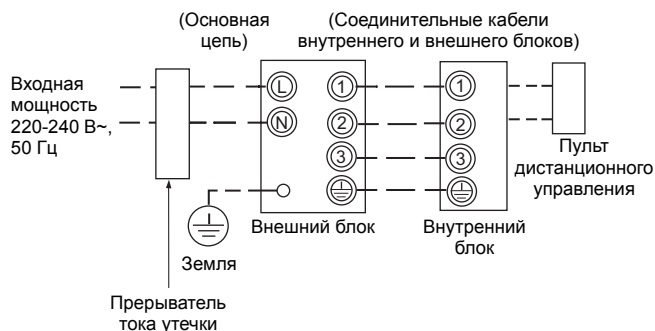 (Основная
цепь)
(Соединительные кабели
внутреннего и внешнего блоков)
Входная
мощность
220-240 В~,
50 Гц
L
N
1
2
3
1
2
3
Пульт
дистанционного
управления
Внешний блок
Внутренний
блок
Земля
Прерыватель
тока утечки